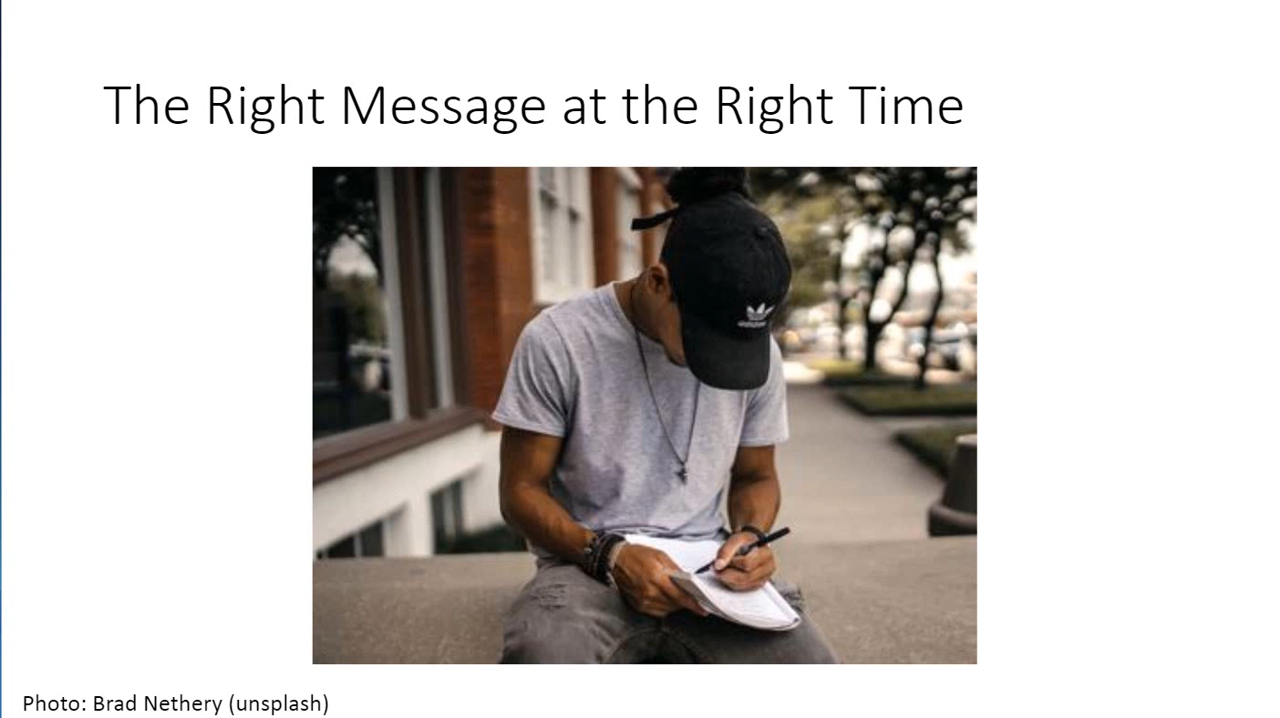 The Right Message at the Right Time
adidas
Photo: Brad Nethery (unsplash)